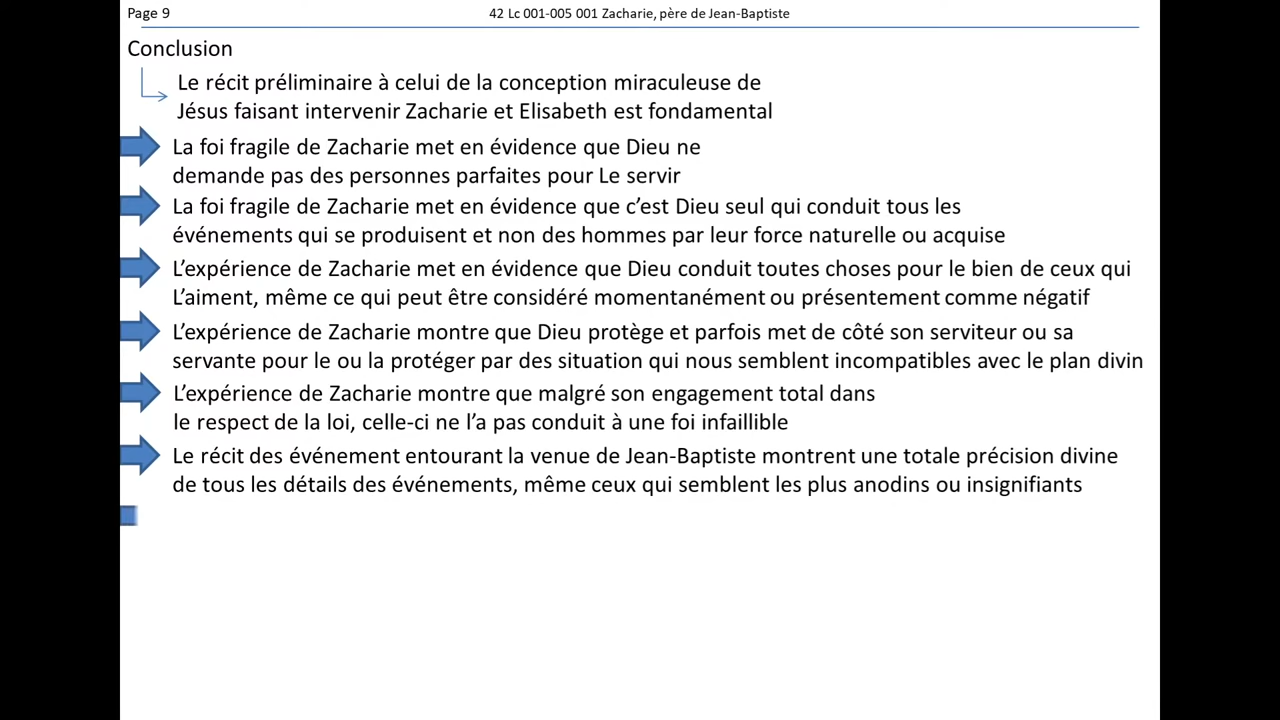 Page 9
42 Lc 001-005 001 Zacharie, père de Jean-Baptiste
Conclusion
Le récit préliminaire à celui de la conception miraculeuse de
Jésus faisant intervenir Zacharie et Elisabeth est fondamental
La foi fragile de Zacharie met en évidence que Dieu ne
demande pas des personnes parfaites pour Le servir
La foi fragile de Zacharie met en évidence que c’est Dieu seul qui conduit tous les
événements qui se produisent et non des hommes par leur force naturelle ou acquise
L’expérience de Zacharie met en évidence que Dieu conduit toutes choses pour le bien de ceux qui
L’aiment, même ce qui peut être considéré momentanément ou présentement comme négatif
L’expérience de Zacharie montre que Dieu protège et parfois met de côté son serviteur ou sa
servante pour le ou la protéger par des situation qui nous semblent incompatibles avec le plan divin
L’expérience de Zacharie montre que malgré son engagement total dans
le respect de la loi, celle-ci ne l’a pas conduit à une foi infaillible
Le récit des événement entourant la venue de Jean-Baptiste montrent une totale précision divine
de tous les détails des événements, même ceux qui semblent les plus anodins ou insignifiants